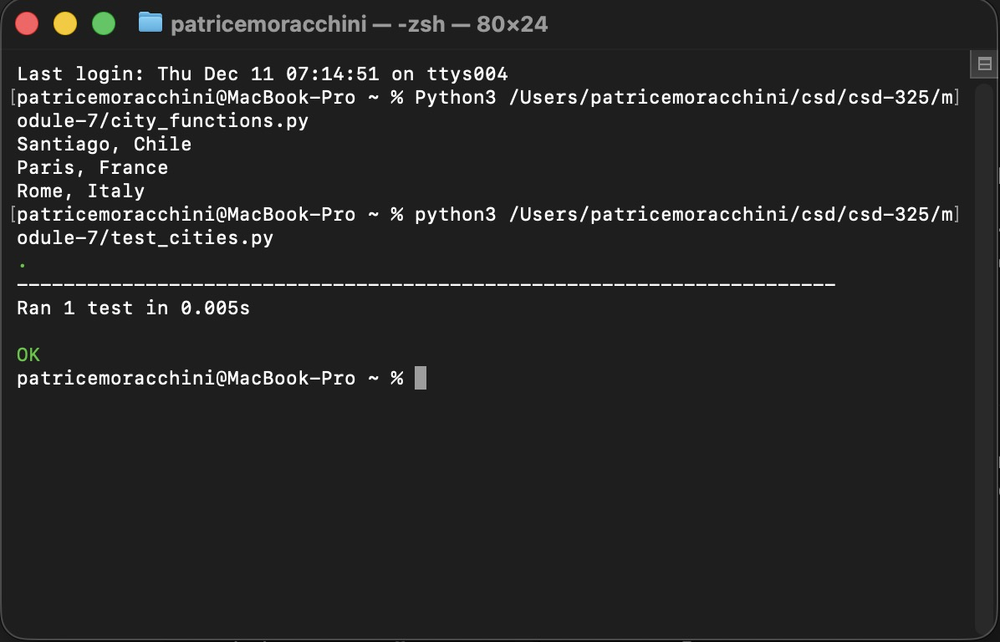 patricemoracchini — -zsh — 80×24
Last login: Thu Dec 11 07:14:51 on ttys004
[patricemoracchini@MacBook-Pro ~ % Python3 /Users/patricemoracchini/csd/csd-325/m]
odule-7/city_functions.py
Santiago, Chile
Paris, France
Rome, Italy
[patricemoracchini@MacBook-Pro ~ % python3 /Users/patricemoracchini/csd/csd-325/m]
odule-7/test_cities.py
.
----------------------------------------------------------------------
Ran 1 test in 0.005s
OK
patricemoracchini@MacBook-Pro ~ %